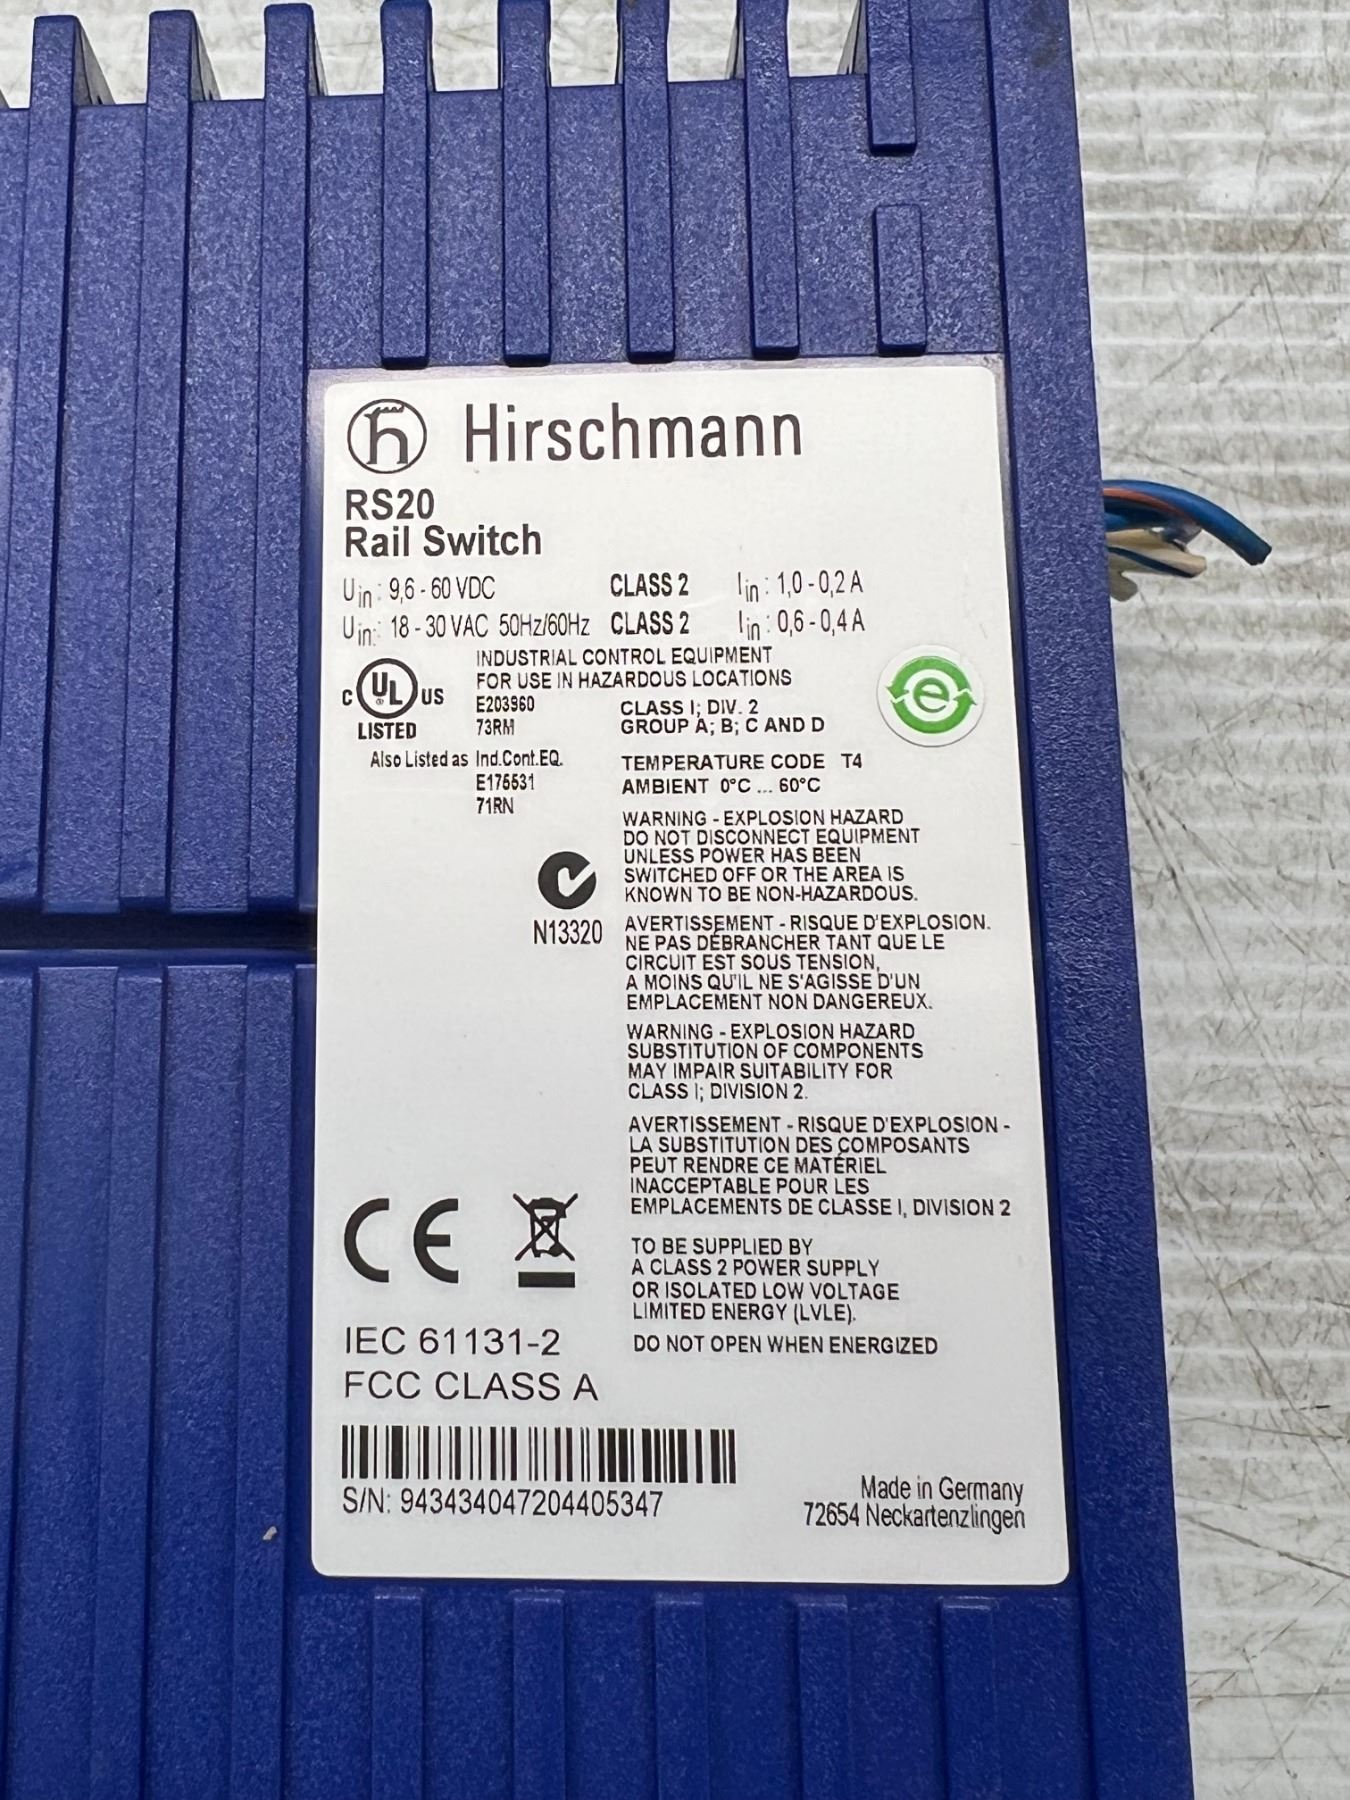 Hirschmann
RS20
Rail Switch
Uin: 9,6 - 60 VDC CLASS 2 Iin: 1,0 - 0,2 A
Uin: 18 - 30 VAC 50Hz/60Hz CLASS 2 Iin: 0,6 - 0,4 A
INDUSTRIAL CONTROL EQUIPMENT
FOR USE IN HAZARDOUS LOCATIONS
C UL US
LISTED
E203960
73RM
CLASS I; DIV. 2
GROUP A; B; C AND D
e
Also Listed as Ind.Cont.EQ.
E175531
71RN
TEMPERATURE CODE T4
AMBIENT 0°C ... 60°C
WARNING - EXPLOSION HAZARD
DO NOT DISCONNECT EQUIPMENT
UNLESS POWER HAS BEEN
SWITCHED OFF OR THE AREA IS
KNOWN TO BE NON-HAZARDOUS.
N13320
AVERTISSEMENT - RISQUE D'EXPLOSION.
NE PAS DÉBRANCHER TANT QUE LE
CIRCUIT EST SOUS TENSION,
A MOINS QU'IL NE S'AGISSE D'UN
EMPLACEMENT NON DANGEREUX.
WARNING - EXPLOSION HAZARD
SUBSTITUTION OF COMPONENTS
MAY IMPAIR SUITABILITY FOR
CLASS I; DIVISION 2.
AVERTISSEMENT - RISQUE D'EXPLOSION -
LA SUBSTITUTION DES COMPOSANTS
PEUT RENDRE CE MATÉRIEL
INACCEPTABLE POUR LES
EMPLACEMENTS DE CLASSE I, DIVISION 2
TO BE SUPPLIED BY
A CLASS 2 POWER SUPPLY
OR ISOLATED LOW VOLTAGE
LIMITED ENERGY (LVLE).
DO NOT OPEN WHEN ENERGIZED
CE
IEC 61131-2
FCC CLASS A
S/N: 943434047204405347
Made in Germany
72654 Neckartenzlingen